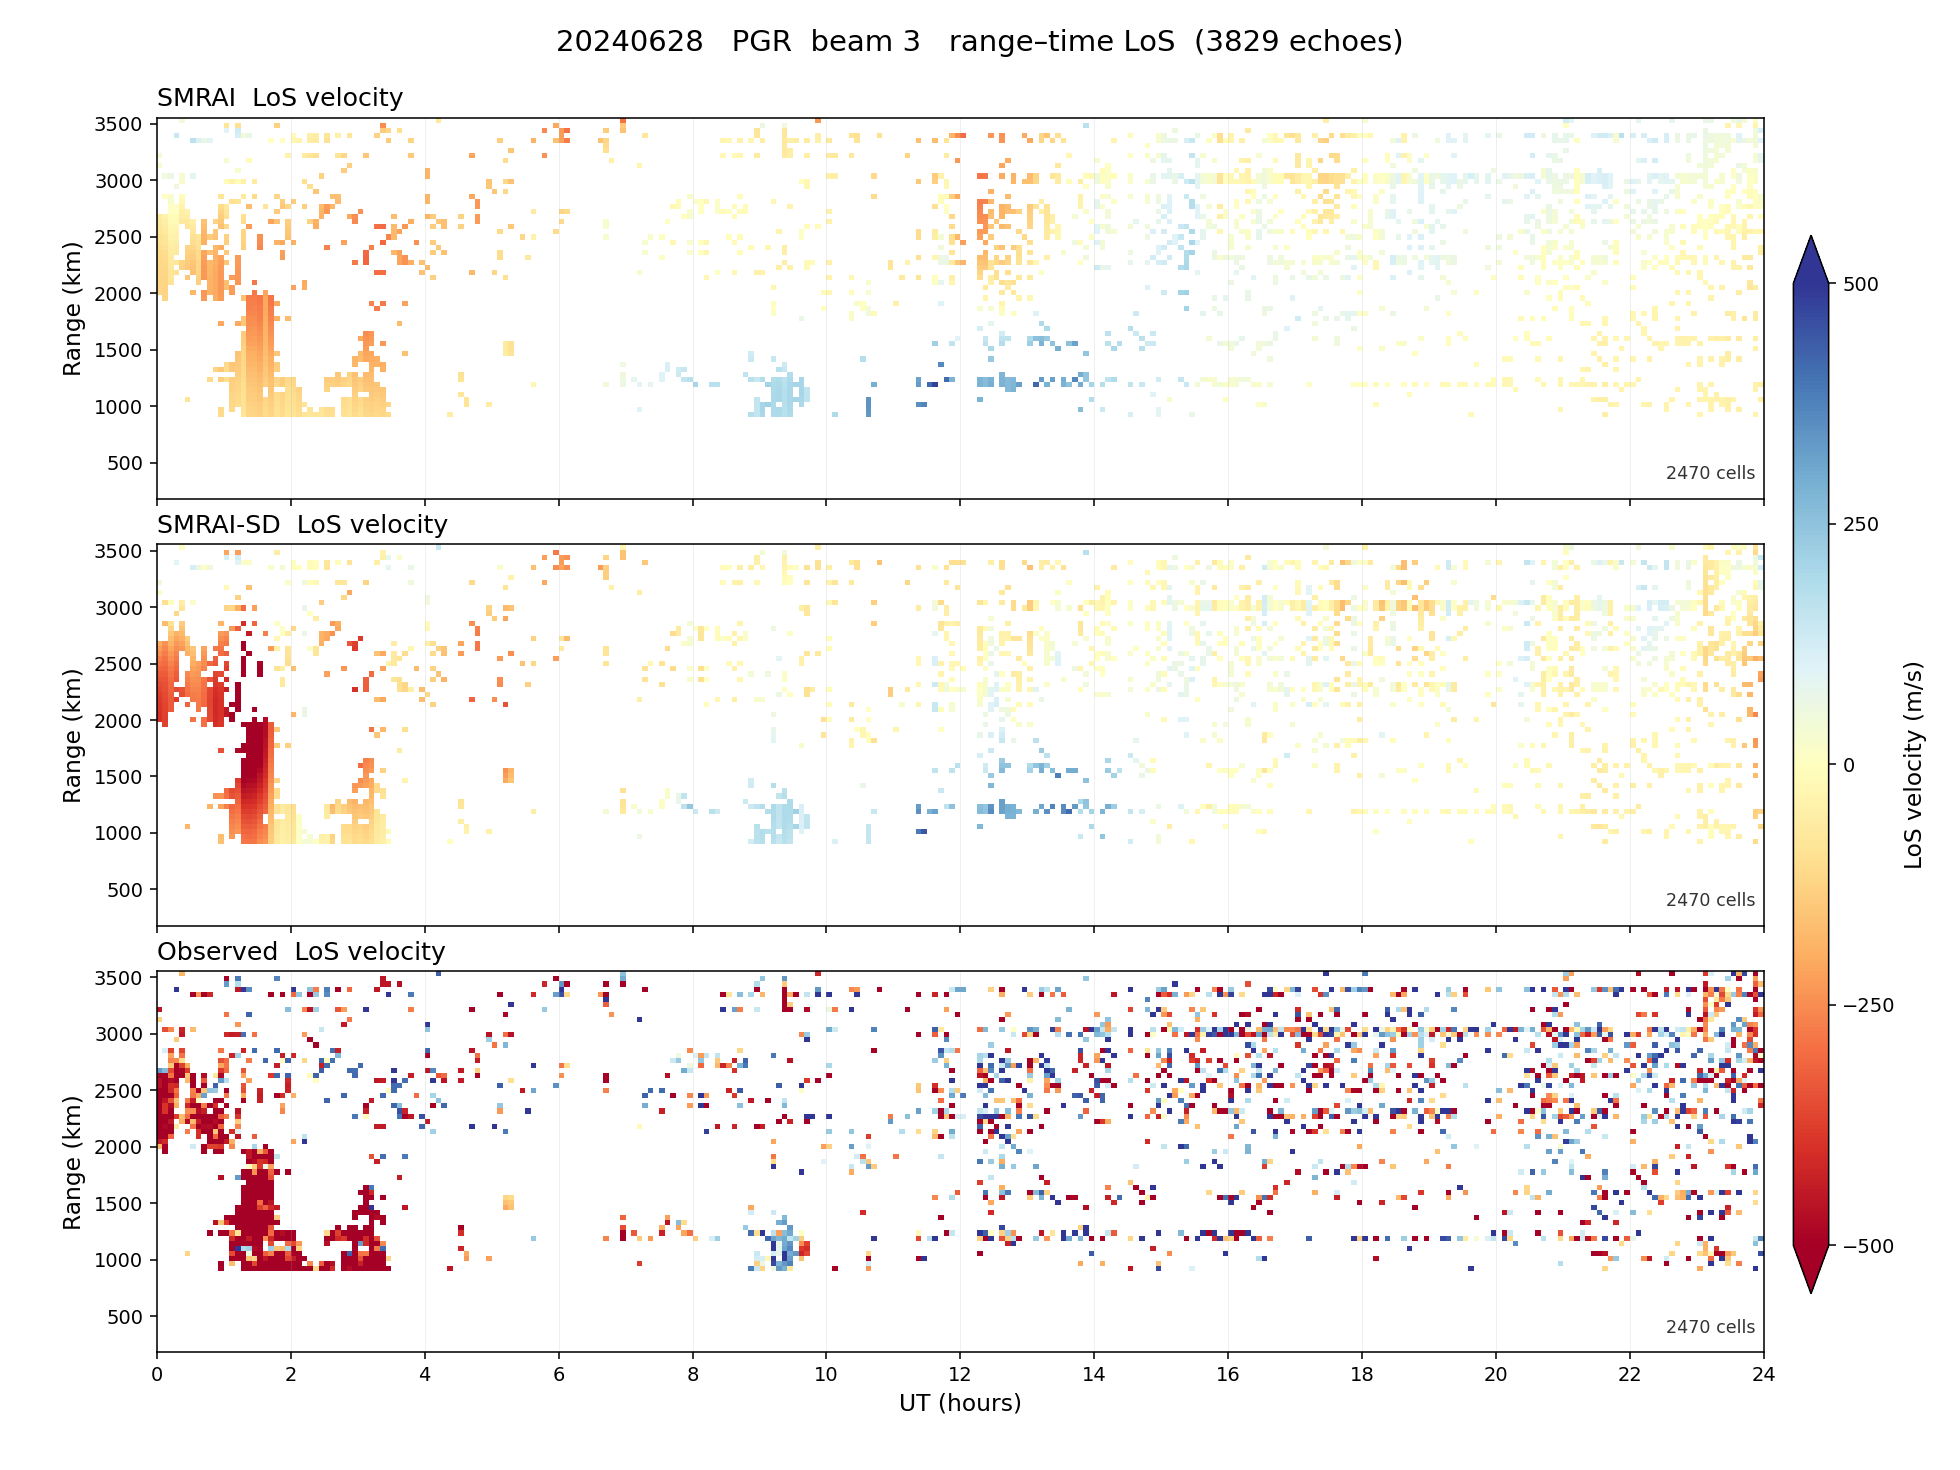 20240628   PGR  beam 3   range–time LoS  (3829 echoes)
SMRAI  LoS velocity
3500
3000
2500
2000
1500
1000
500
Range (km)
2470 cells
SMRAI-SD  LoS velocity
3500
3000
2500
2000
1500
1000
500
Range (km)
2470 cells
Observed  LoS velocity
3500
3000
2500
2000
1500
1000
500
Range (km)
2470 cells
0 2 4 6 8 10 12 14 16 18 20 22 24
UT (hours)
500
250
0
−250
−500
LoS velocity (m/s)